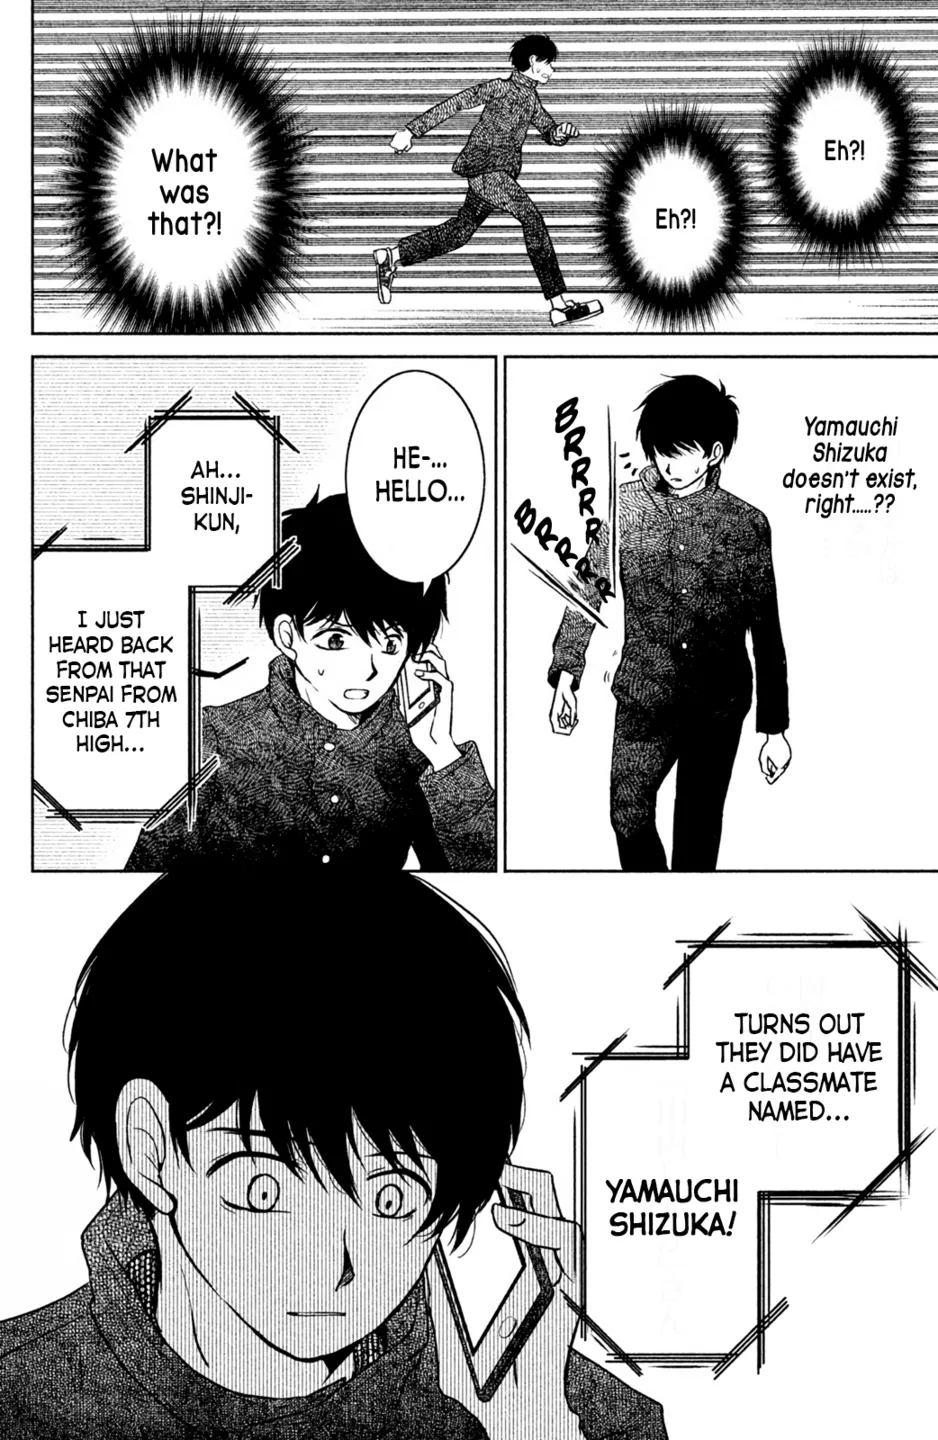 Eh?!
Eh?!
What
was
that?!
Yamauchi
Shizuka
doesn't exist,
right.....??
BRRRR
BRRRRR
HE-...
HELLO...
AH...
SHINJI-
KUN,
I JUST
HEARD BACK
FROM THAT
SENPAI FROM
CHIBA 7TH
HIGH...
TURNS OUT
THEY DID HAVE
A CLASSMATE
NAMED...
YAMAUCHI
SHIZUKA!